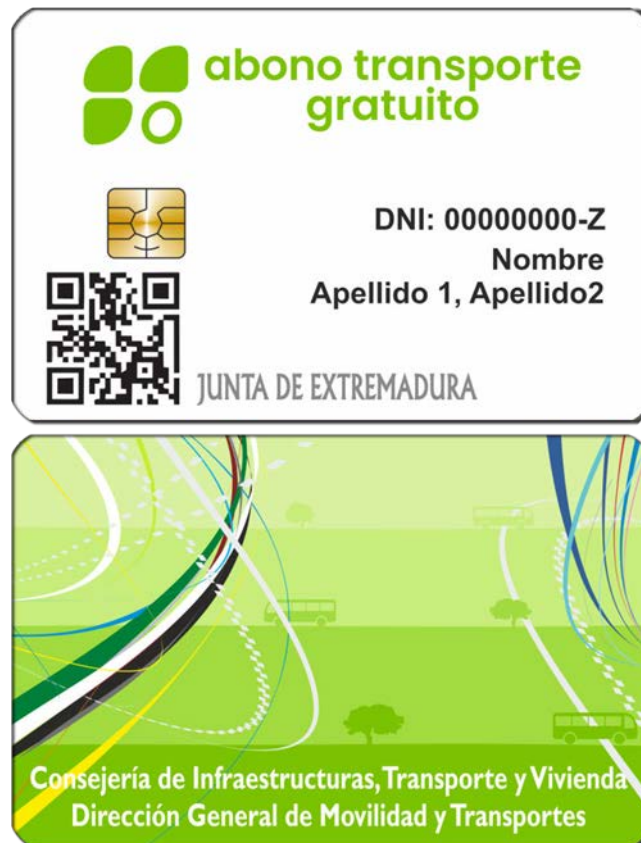 abono transporte
gratuito
DNI: 00000000-Z
Nombre
Apellido 1, Apellido2
JUNTA DE EXTREMADURA
Consejería de Infraestructuras, Transporte y Vivienda
Dirección General de Movilidad y Transportes